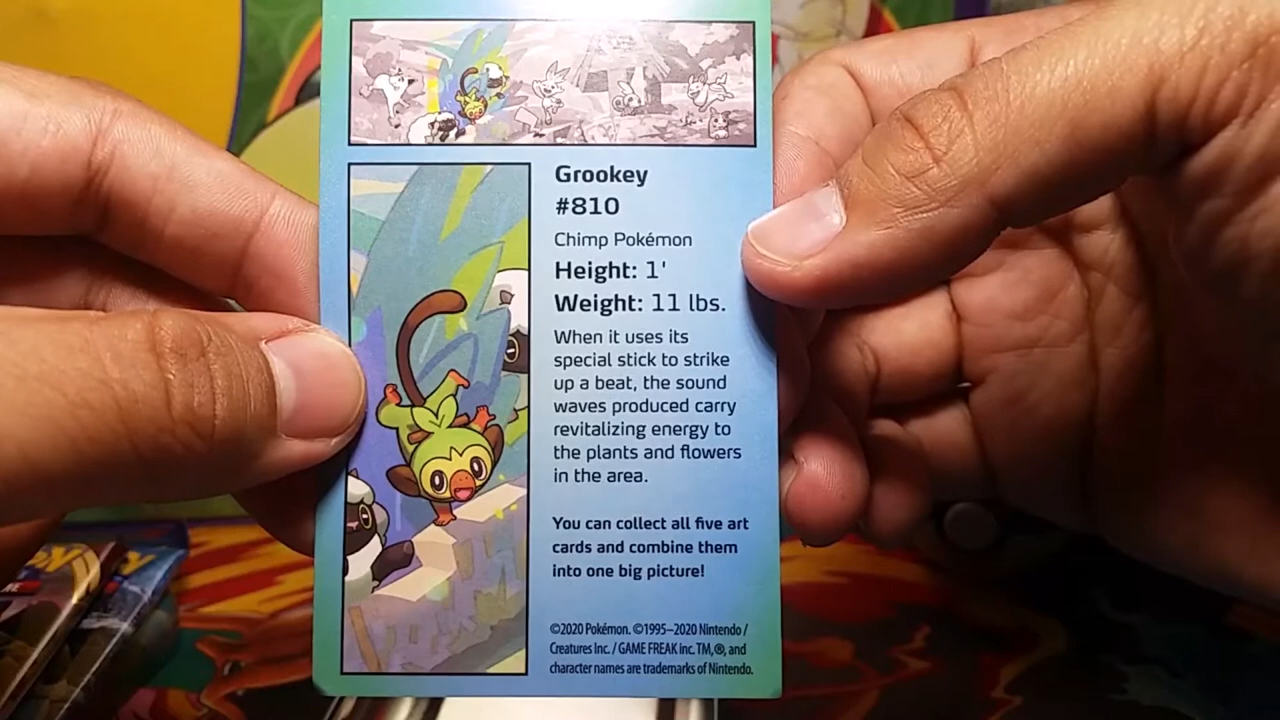 Grookey
#810
Chimp Pokémon
Height: 1'
Weight: 11 lbs.
When it uses its
special stick to strike
up a beat, the sound
waves produced carry
revitalizing energy to
the plants and flowers
in the area.
You can collect all five art
cards and combine them
into one big picture!
©2020 Pokémon. ©1995–2020 Nintendo /
Creatures Inc. / GAME FREAK inc. TM,®, and
character names are trademarks of Nintendo.